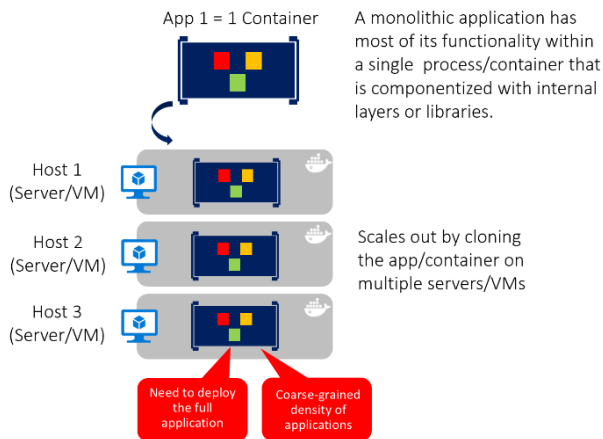 App 1 = 1 Container
A monolithic application has
most of its functionality within
a single process/container that
is componentized with internal
layers or libraries.
Host 1
(Server/VM)
Host 2
(Server/VM)
Scales out by cloning
the app/container on
multiple servers/VMs
Host 3
(Server/VM)
Need to deploy
the full
application
Coarse-grained
density of
applications